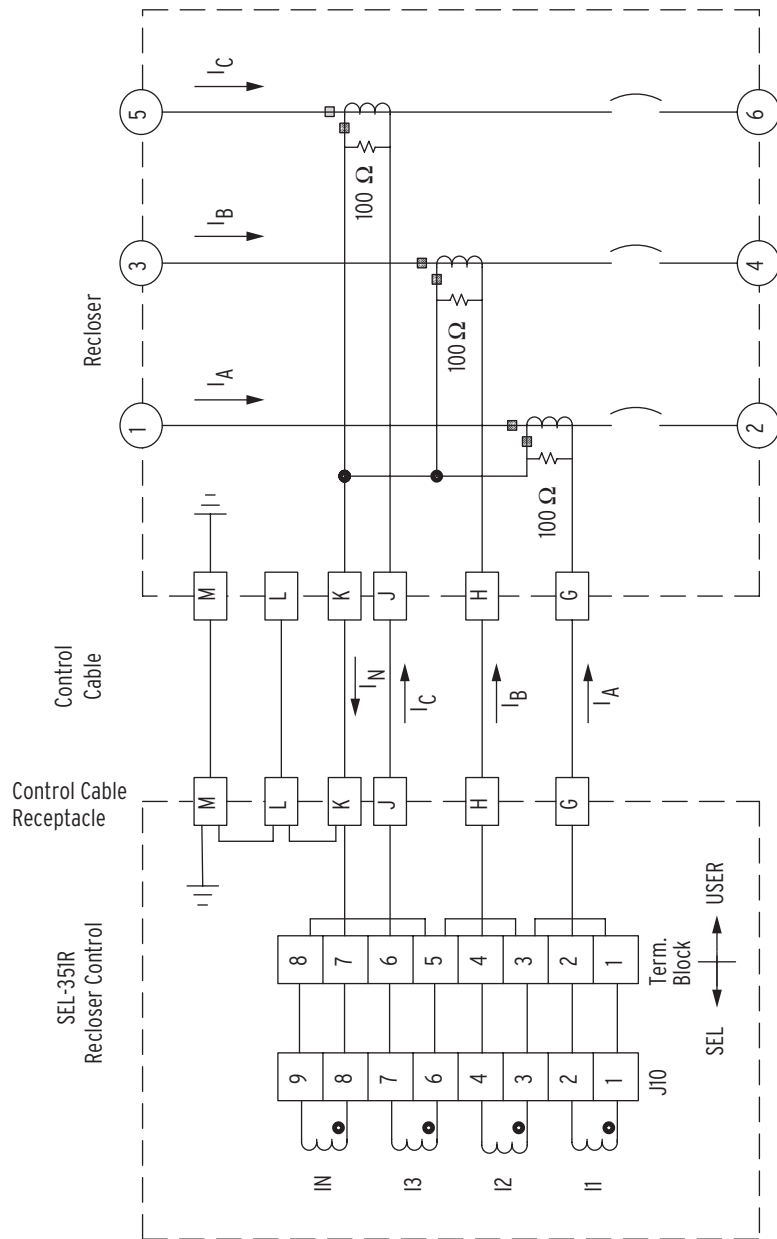 Recloser
1
3
5
I_A
I_B
I_C
100 Ω
100 Ω
100 Ω
2
4
6
Control
Cable
M
L
K
J
H
G
I_N
I_C
I_B
I_A
Control Cable
Receptacle
M
L
K
J
H
G
SEL-351R
Recloser Control
8
7
6
5
4
3
2
1
Term.
Block
SEL
USER
9
8
7
6
4
3
2
1
J10
IN
I3
I2
I1